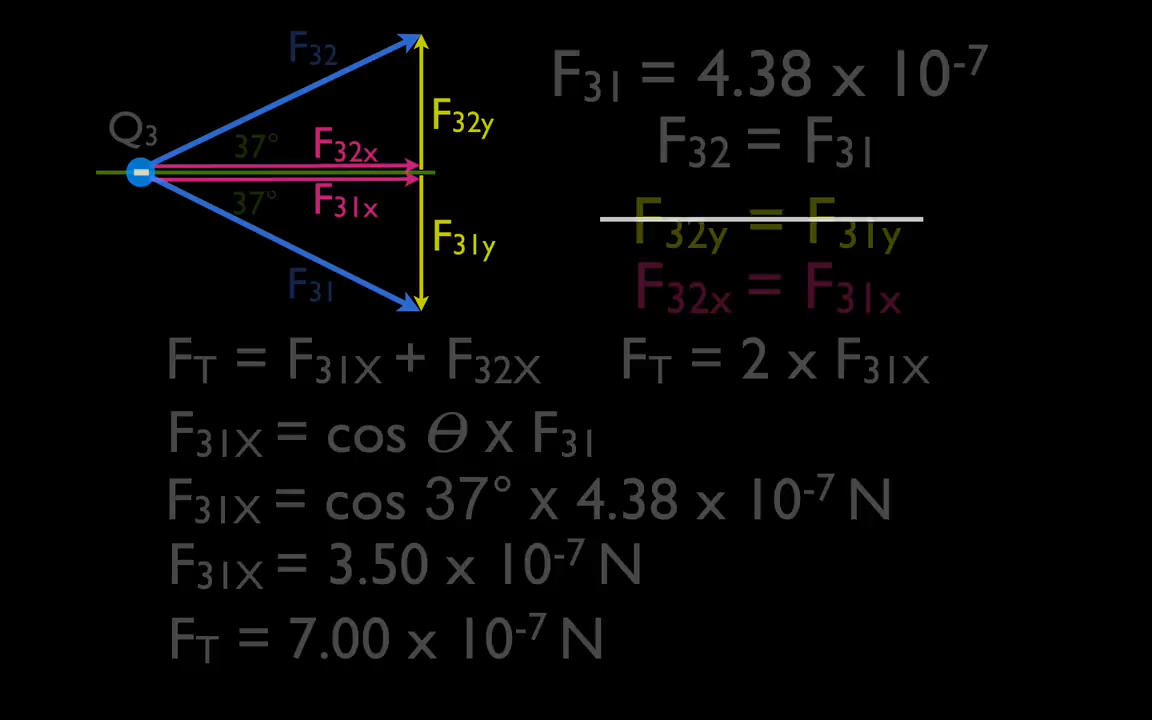 F32
Q3
37°
F32x
F32y
37°
F31x
F31y
F31
F31 = 4.38 x 10-7
F32 = F31
F32y = F31y
F32x = F31x
FT = F31X + F32X
FT = 2 x F31X
F31X = cos Θ x F31
F31X = cos 37° x 4.38 x 10-7 N
F31X = 3.50 x 10-7 N
FT = 7.00 x 10-7 N